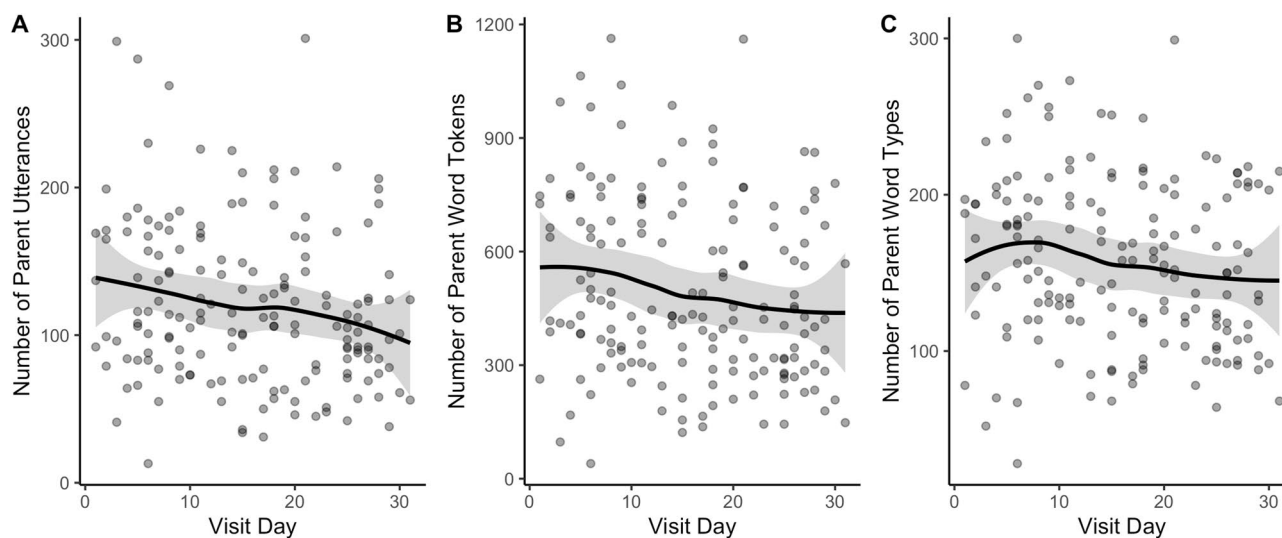 A
Number of Parent Utterances
300
200
100
0
0 10 20 30
Visit Day
B
Number of Parent Word Tokens
1200
900
600
300
0
0 10 20 30
Visit Day
C
Number of Parent Word Types
300
200
100
0 10 20 30
Visit Day